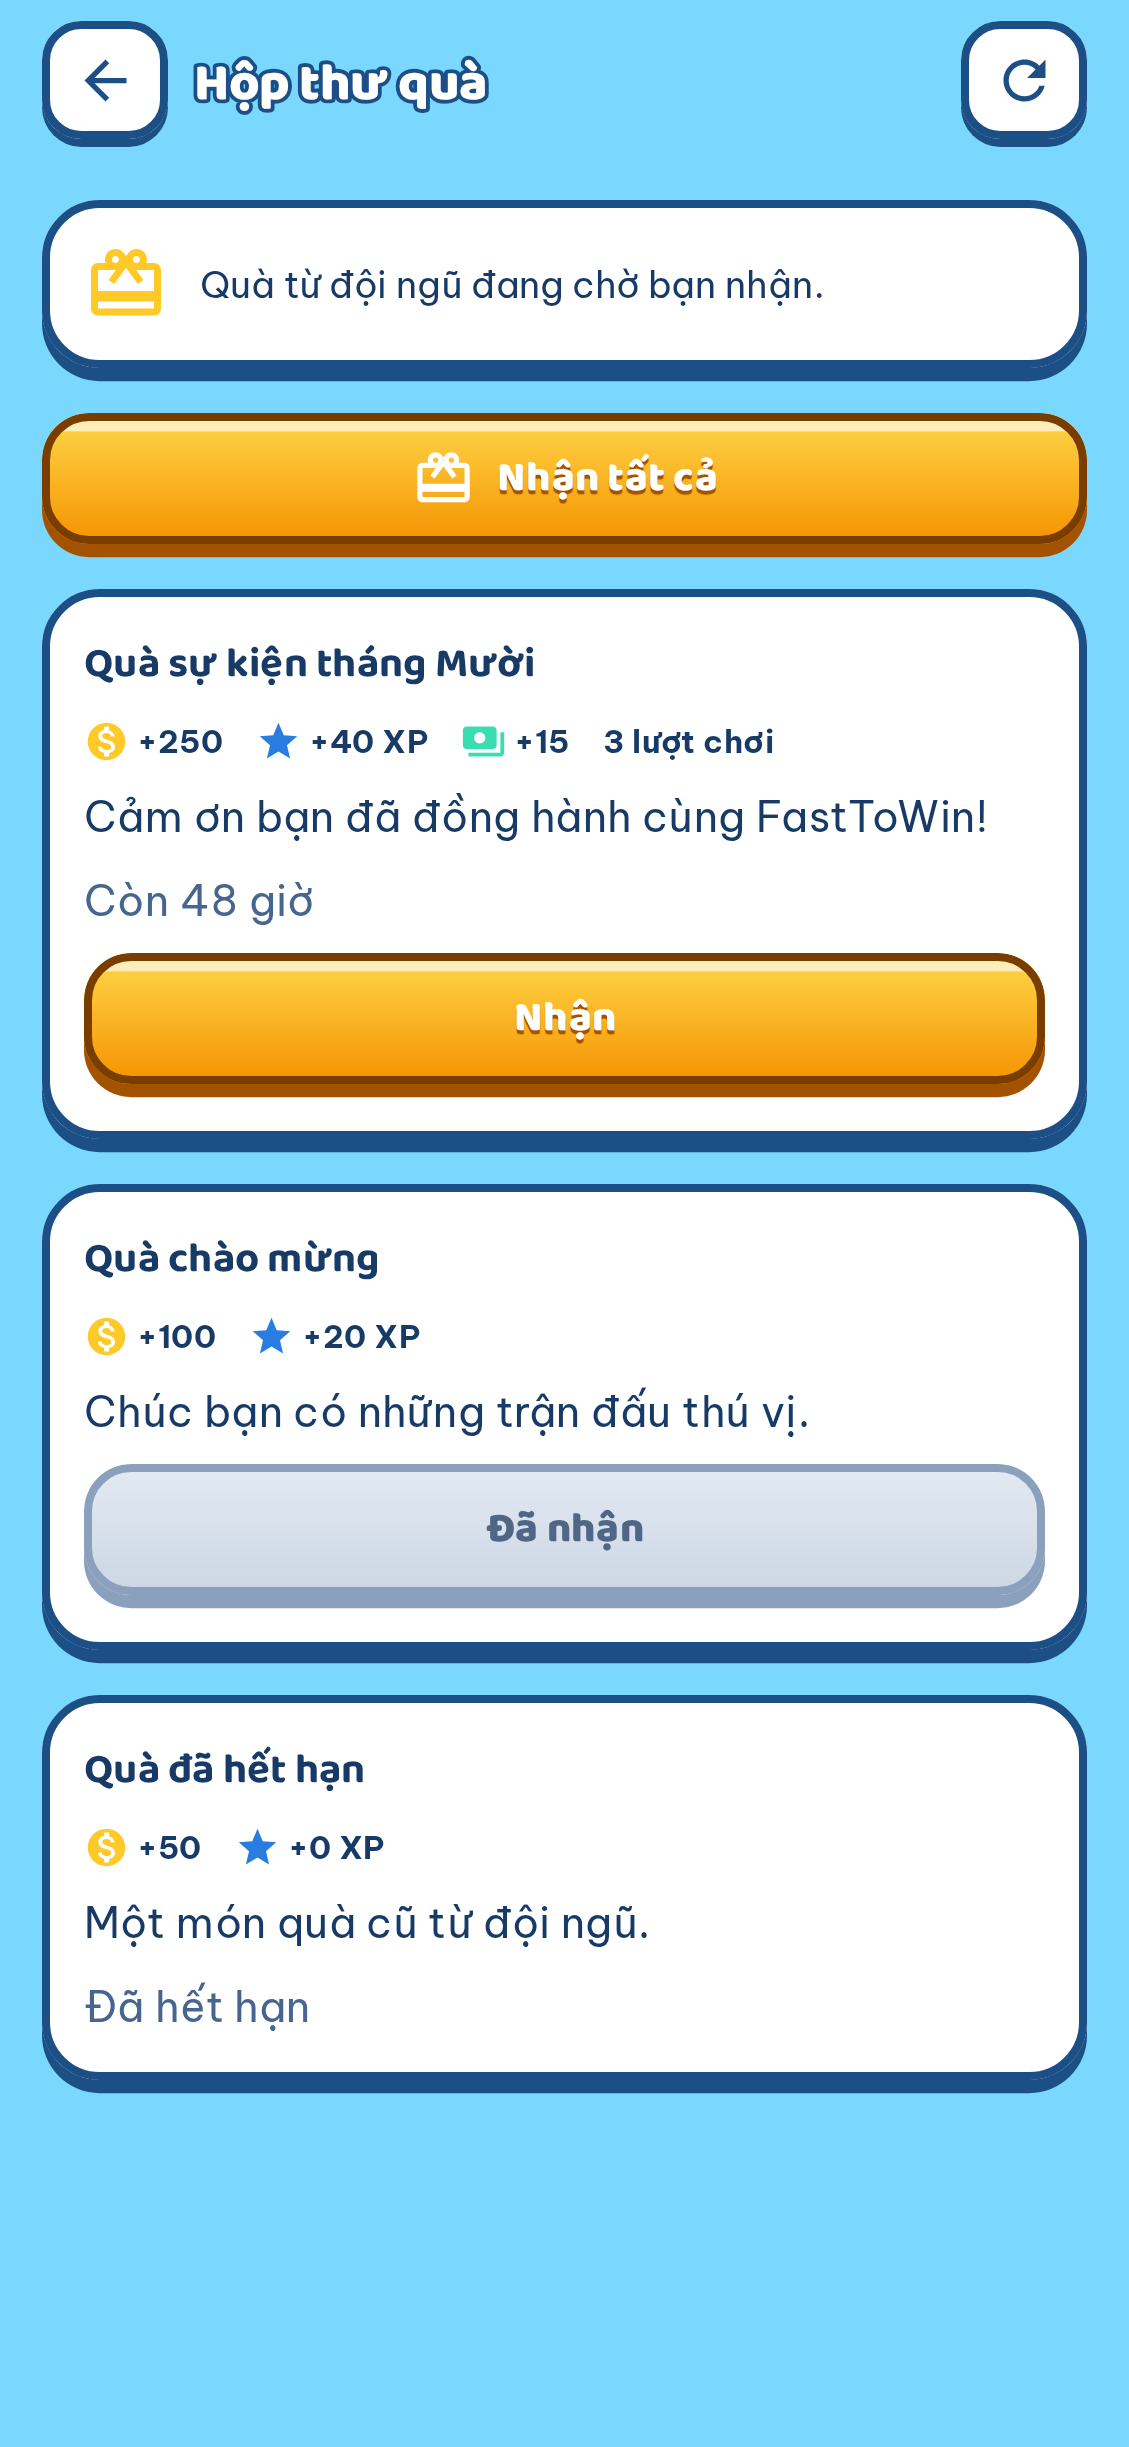 Hộp thư quà
Quà từ đội ngũ đang chờ bạn nhận.
Nhận tất cả
Quà sự kiện tháng Mười
+250 +40 XP +15 3 lượt chơi
Cảm ơn bạn đã đồng hành cùng FastToWin!
Còn 48 giờ
Nhận
Quà chào mừng
+100 +20 XP
Chúc bạn có những trận đấu thú vị.
Đã nhận
Quà đã hết hạn
+50 +0 XP
Một món quà cũ từ đội ngũ.
Đã hết hạn